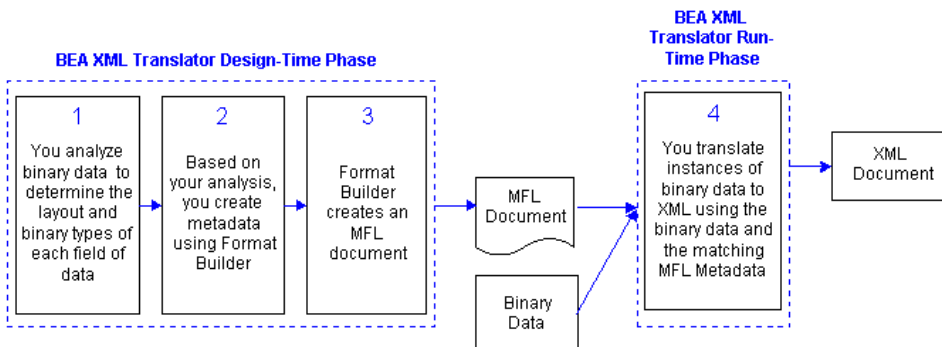 BEA XML Translator Design-Time Phase
1
You analyze
binary data to
determine the
layout and
binary types of
each field of
data
2
Based on
your analysis,
you create
metadata
using Format
Builder
3
Format
Builder
creates an
MFL
document
MFL
Document
Binary
Data
BEA XML
Translator Run-
Time Phase
4
You translate
instances of
binary data to
XML using the
binary data and
the matching
MFL Metadata
XML
Document